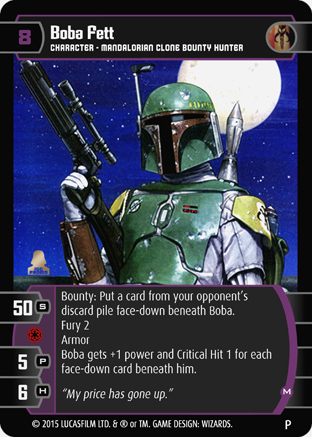 8
Boba Fett
CHARACTER - MANDALORIAN CLONE BOUNTY HUNTER
50 S
5 P
6 H
Bounty: Put a card from your opponent's
discard pile face-down beneath Boba.
Fury 2
Armor
Boba gets +1 power and Critical Hit 1 for each
face-down card beneath him.
"My price has gone up."
M
© 2015 LUCASFILM LTD. & ® or TM. GAME DESIGN: WIZARDS.
P